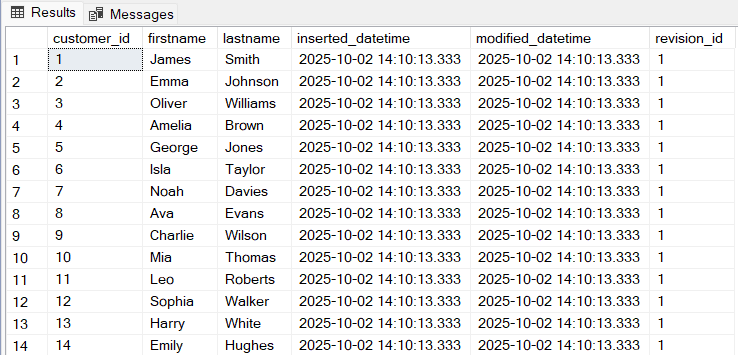 Results Messages
customer_id firstname lastname inserted_datetime modified_datetime revision_id
1 1 James Smith 2025-10-02 14:10:13.333 2025-10-02 14:10:13.333 1
2 2 Emma Johnson 2025-10-02 14:10:13.333 2025-10-02 14:10:13.333 1
3 3 Oliver Williams 2025-10-02 14:10:13.333 2025-10-02 14:10:13.333 1
4 4 Amelia Brown 2025-10-02 14:10:13.333 2025-10-02 14:10:13.333 1
5 5 George Jones 2025-10-02 14:10:13.333 2025-10-02 14:10:13.333 1
6 6 Isla Taylor 2025-10-02 14:10:13.333 2025-10-02 14:10:13.333 1
7 7 Noah Davies 2025-10-02 14:10:13.333 2025-10-02 14:10:13.333 1
8 8 Ava Evans 2025-10-02 14:10:13.333 2025-10-02 14:10:13.333 1
9 9 Charlie Wilson 2025-10-02 14:10:13.333 2025-10-02 14:10:13.333 1
10 10 Mia Thomas 2025-10-02 14:10:13.333 2025-10-02 14:10:13.333 1
11 11 Leo Roberts 2025-10-02 14:10:13.333 2025-10-02 14:10:13.333 1
12 12 Sophia Walker 2025-10-02 14:10:13.333 2025-10-02 14:10:13.333 1
13 13 Harry White 2025-10-02 14:10:13.333 2025-10-02 14:10:13.333 1
14 14 Emily Hughes 2025-10-02 14:10:13.333 2025-10-02 14:10:13.333 1